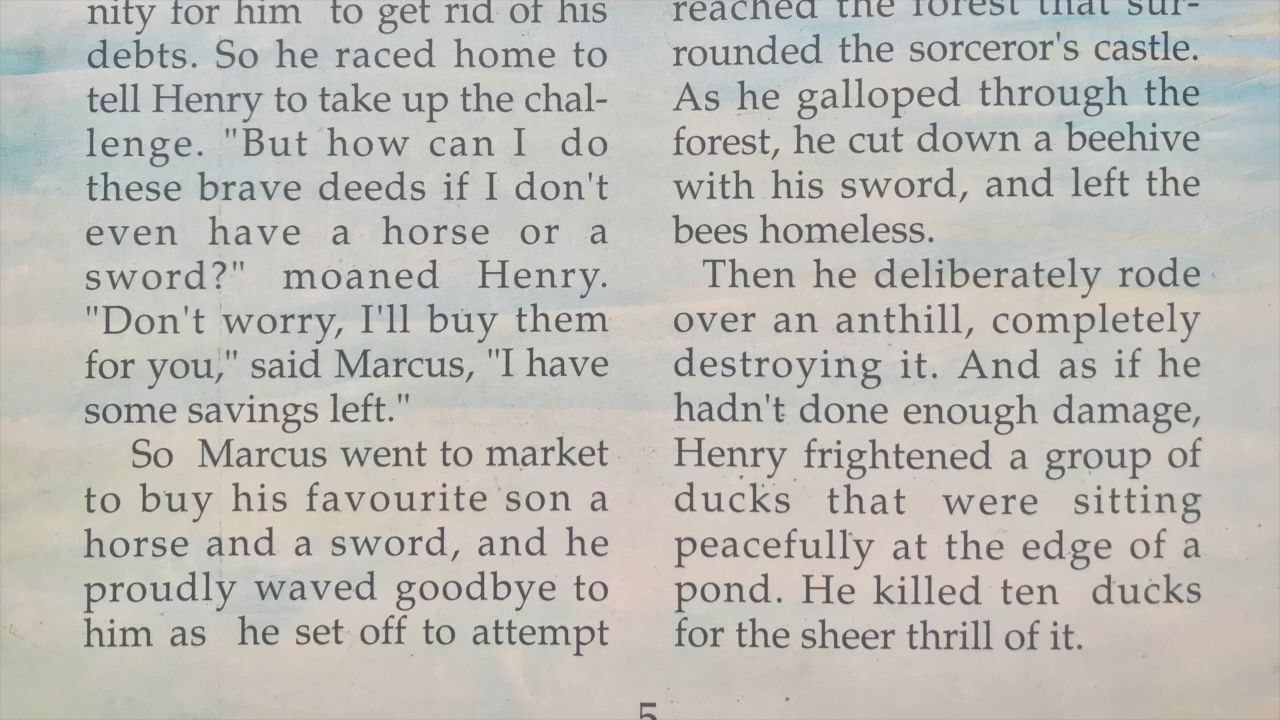 nity for him to get rid of his
debts. So he raced home to
tell Henry to take up the chal-
lenge. "But how can I do
these brave deeds if I don't
even have a horse or a
sword?" moaned Henry.
"Don't worry, I'll buy them
for you," said Marcus, "I have
some savings left."
So Marcus went to market
to buy his favourite son a
horse and a sword, and he
proudly waved goodbye to
him as he set off to attempt
reached the forest that sur-
rounded the sorceror's castle.
As he galloped through the
forest, he cut down a beehive
with his sword, and left the
bees homeless.
Then he deliberately rode
over an anthill, completely
destroying it. And as if he
hadn't done enough damage,
Henry frightened a group of
ducks that were sitting
peacefully at the edge of a
pond. He killed ten ducks
for the sheer thrill of it.
5